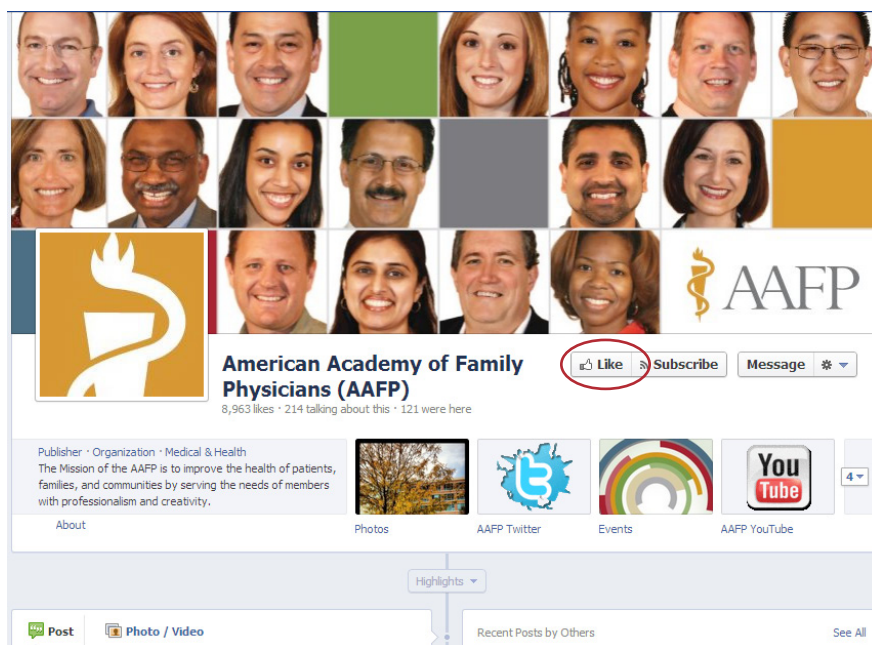 AAFP
American Academy of Family
Physicians (AAFP)
Like
Subscribe
Message
8,963 likes · 214 talking about this · 121 were here
Publisher · Organization · Medical & Health
The Mission of the AAFP is to improve the health of patients,
families, and communities by serving the needs of members
with professionalism and creativity.
About
Photos
t
AAFP Twitter
Events
You
Tube
AAFP YouTube
4
Highlights
Post
Photo / Video
Recent Posts by Others
See All